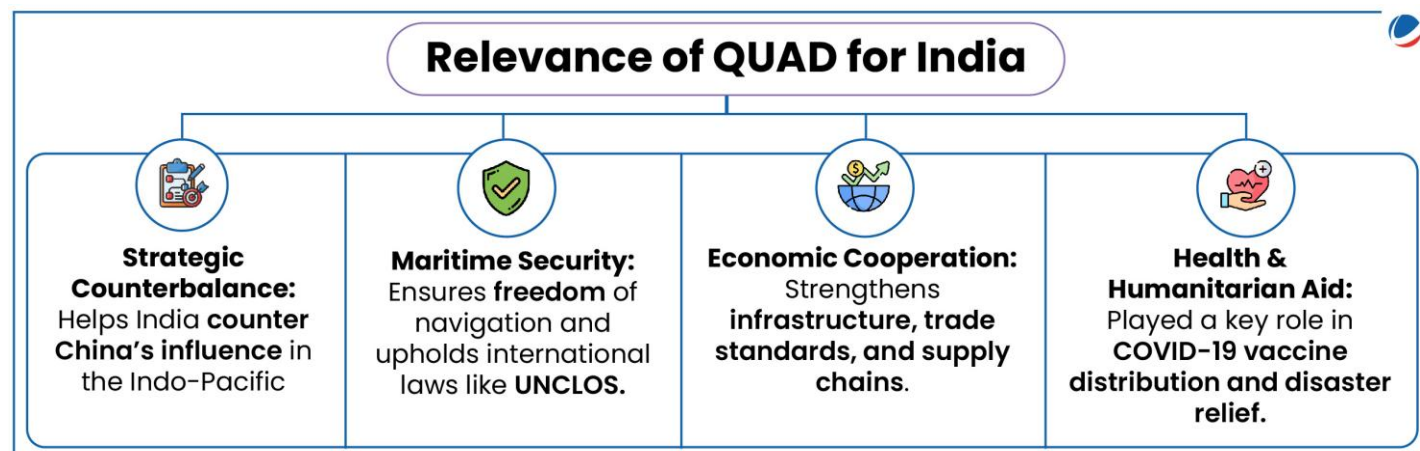 Relevance of QUAD for India
Strategic
Counterbalance:
Helps India counter
China's influence in
the Indo-Pacific
Maritime Security:
Ensures freedom of
navigation and
upholds international
laws like UNCLOS.
Economic Cooperation:
Strengthens
infrastructure, trade
standards, and supply
chains.
Health &
Humanitarian Aid:
Played a key role in
COVID-19 vaccine
distribution and disaster
relief.